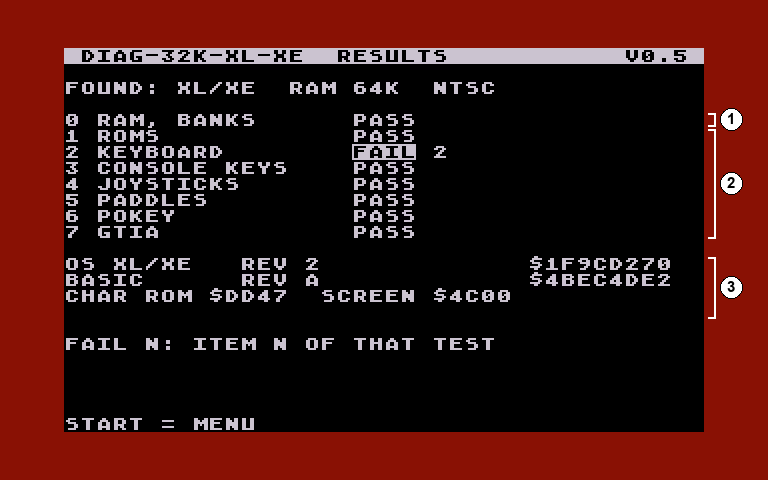 DIAG-32K-XL-XE RESULTS V0.5
FOUND: XL/XE RAM 64K NTSC
0 RAM, BANKS PASS 1
1 ROMS PASS
2 KEYBOARD FAIL 2
3 CONSOLE KEYS PASS
4 JOYSTICKS PASS 2
5 PADDLES PASS
6 POKEY PASS
7 GTIA PASS
OS XL/XE REV 2 $1F9CD270
BASIC REV A $4BEC4DE2 3
CHAR ROM $DD47 SCREEN $4C00
FAIL N: ITEM N OF THAT TEST
START = MENU